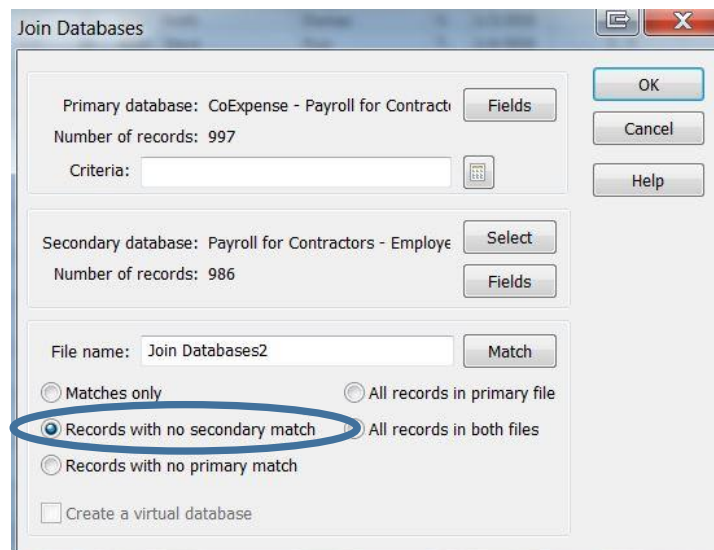 Join Databases
Primary database: CoExpense - Payroll for Fields
Number of records: 997
Criteria:
Secondary database: Payroll for Contractors - Select
Number of records: 986
Fields
File name: Join Databases2 Match
Matches only All records in primary file
Records with no secondary match All records in both files
Records with no primary match
Create a virtual database
OK
Cancel
Help